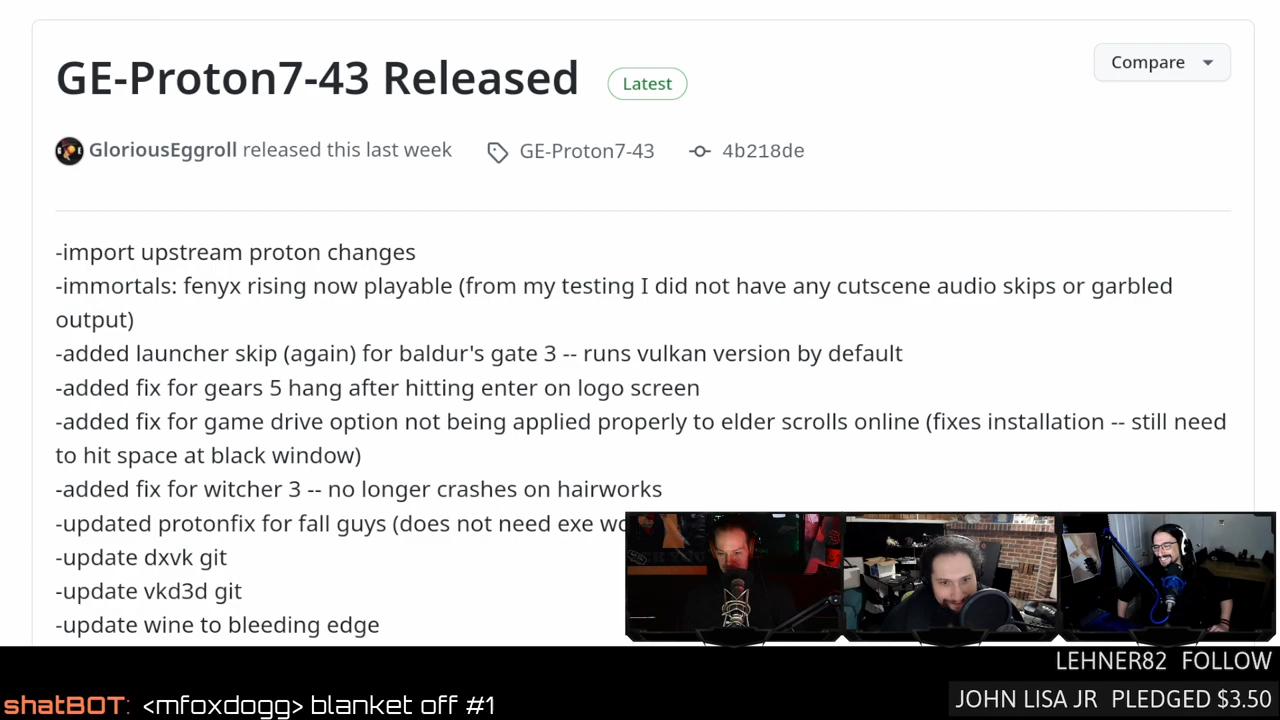 GE-Proton7-43 Released
Latest
Compare
GloriousEggroll released this last week
GE-Proton7-43
4b218de
-import upstream proton changes
-immortals: fenyx rising now playable (from my testing I did not have any cutscene audio skips or garbled
output)
-added launcher skip (again) for baldur's gate 3 -- runs vulkan version by default
-added fix for gears 5 hang after hitting enter on logo screen
-added fix for game drive option not being applied properly to elder scrolls online (fixes installation -- still need
to hit space at black window)
-added fix for witcher 3 -- no longer crashes on hairworks
-updated protonfix for fall guys (does not need exe
-update dxvk git
-update vkd3d git
-update wine to bleeding edge
LEHNER82 FOLLOW
shatBOT: <mfoxdogg> blanket off #1
JOHN LISA JR PLEDGED $3.50